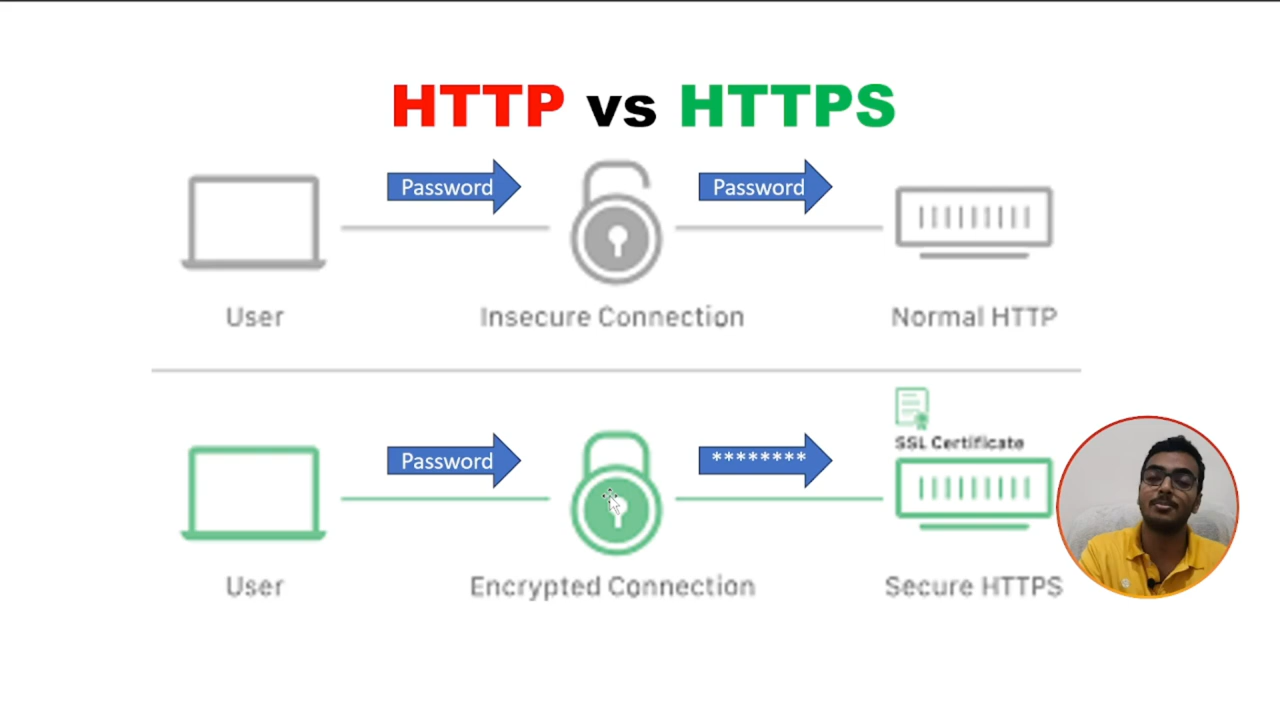 HTTP vs HTTPS
Password Password
User Insecure Connection Normal HTTP
SSL Certificate
Password ********
User Encrypted Connection Secure HTTPS